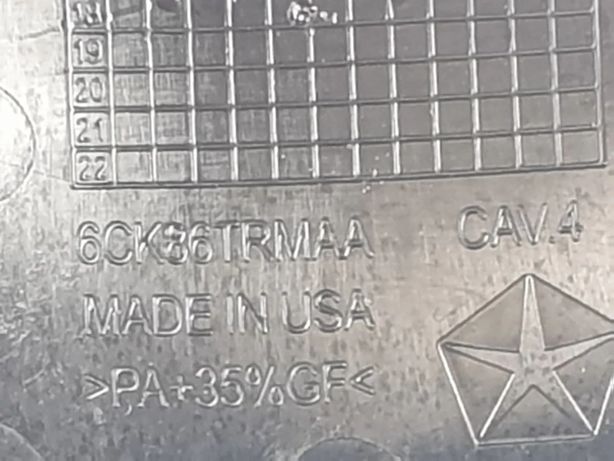 18
19
20
21
22
6CK86TRMAA CAV.4
MADE IN USA
>PA+35%GF<